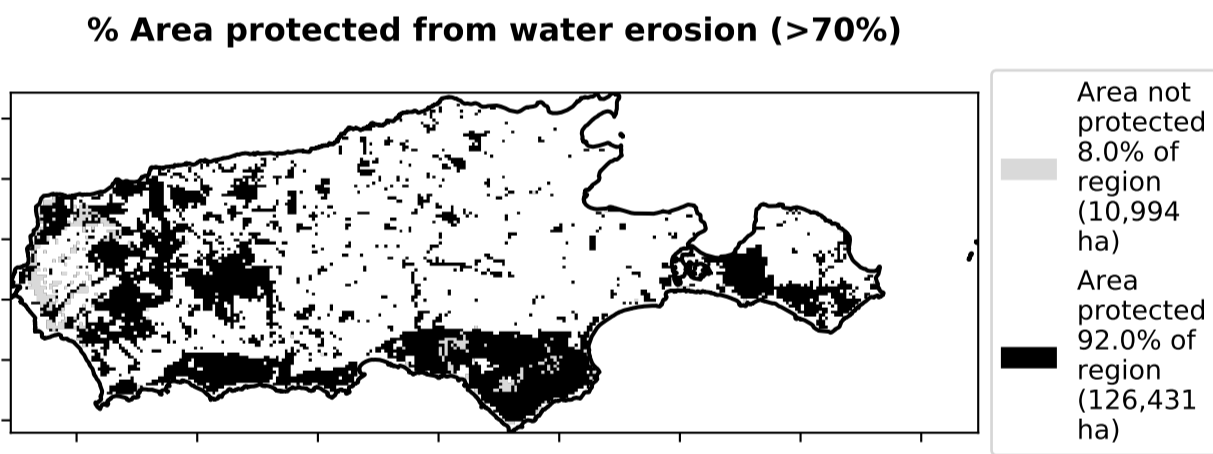 % Area protected from water erosion (>70%)
Area not
protected
8.0% of
region
(10,994
ha)
Area
protected
92.0% of
region
(126,431
ha)